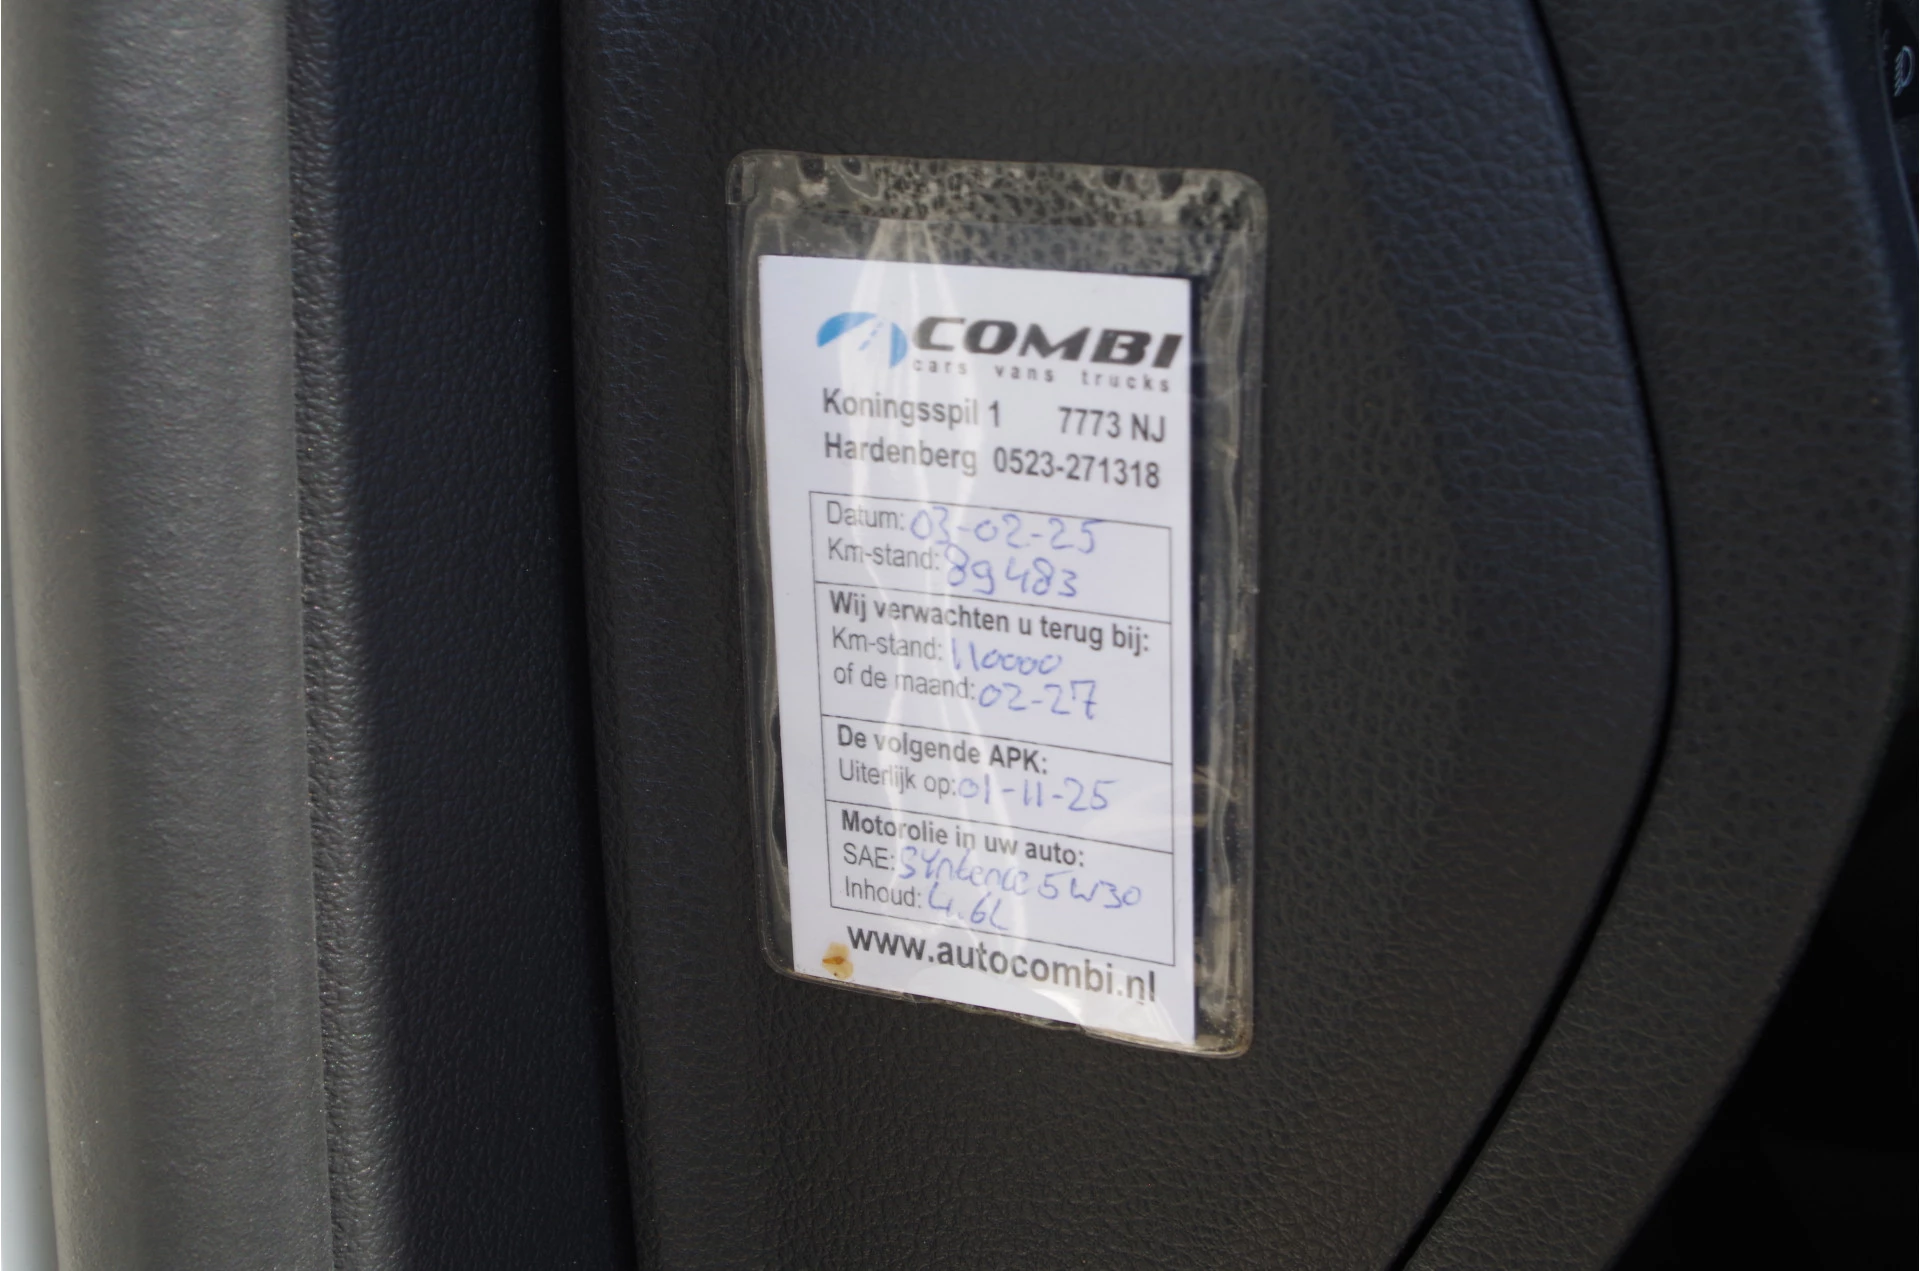 COMBI
cars vans trucks
Koningsspil 1 7773 NJ
Hardenberg 0523-271318
Datum: 03-02-25
Km-stand: 89483
Wij verwachten u terug bij:
Km-stand: 110000
of de maand: 02-27
De volgende APK:
Uiterlijk op: 01-11-25
Motorolie in uw auto:
SAE: Syntence 5W30
Inhoud: 4.6L
www.autocombi.nl